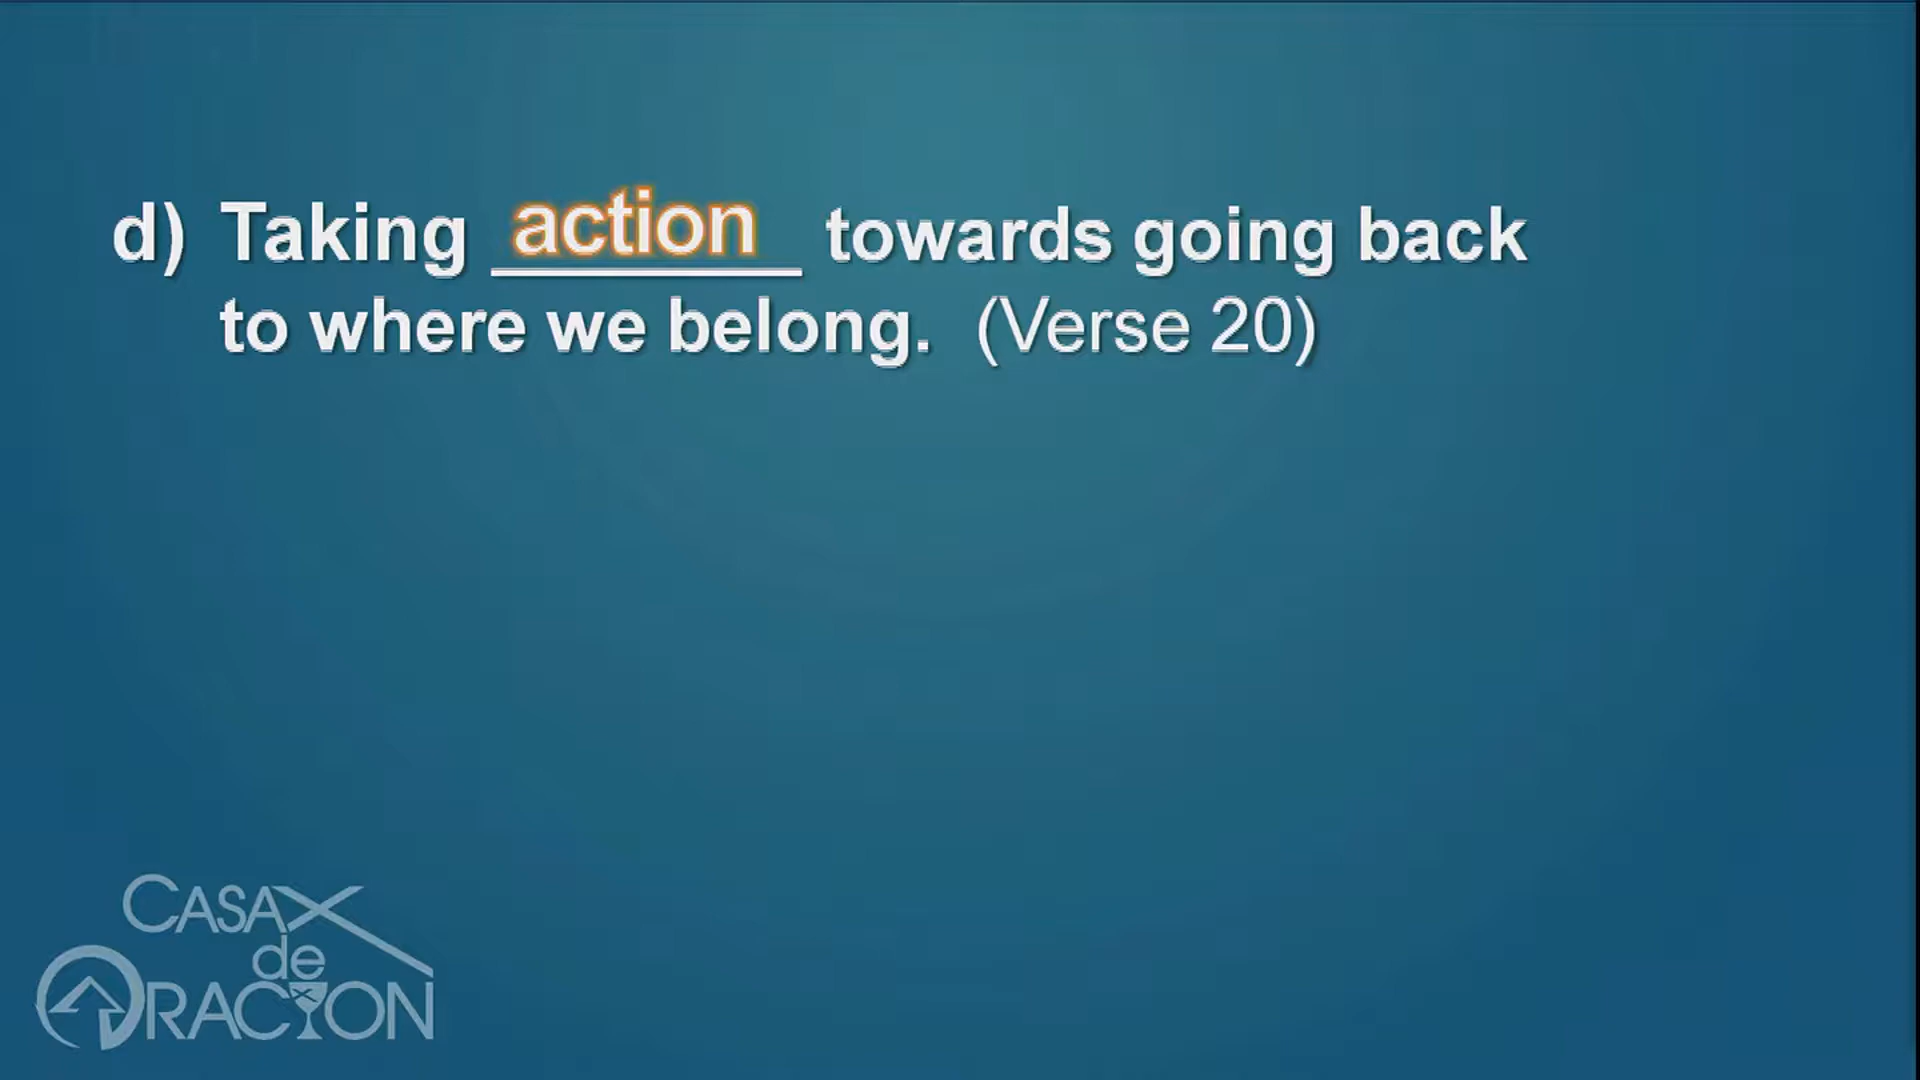 d) Taking action towards going back
to where we belong. (Verse 20)
CASA
de
ORACION